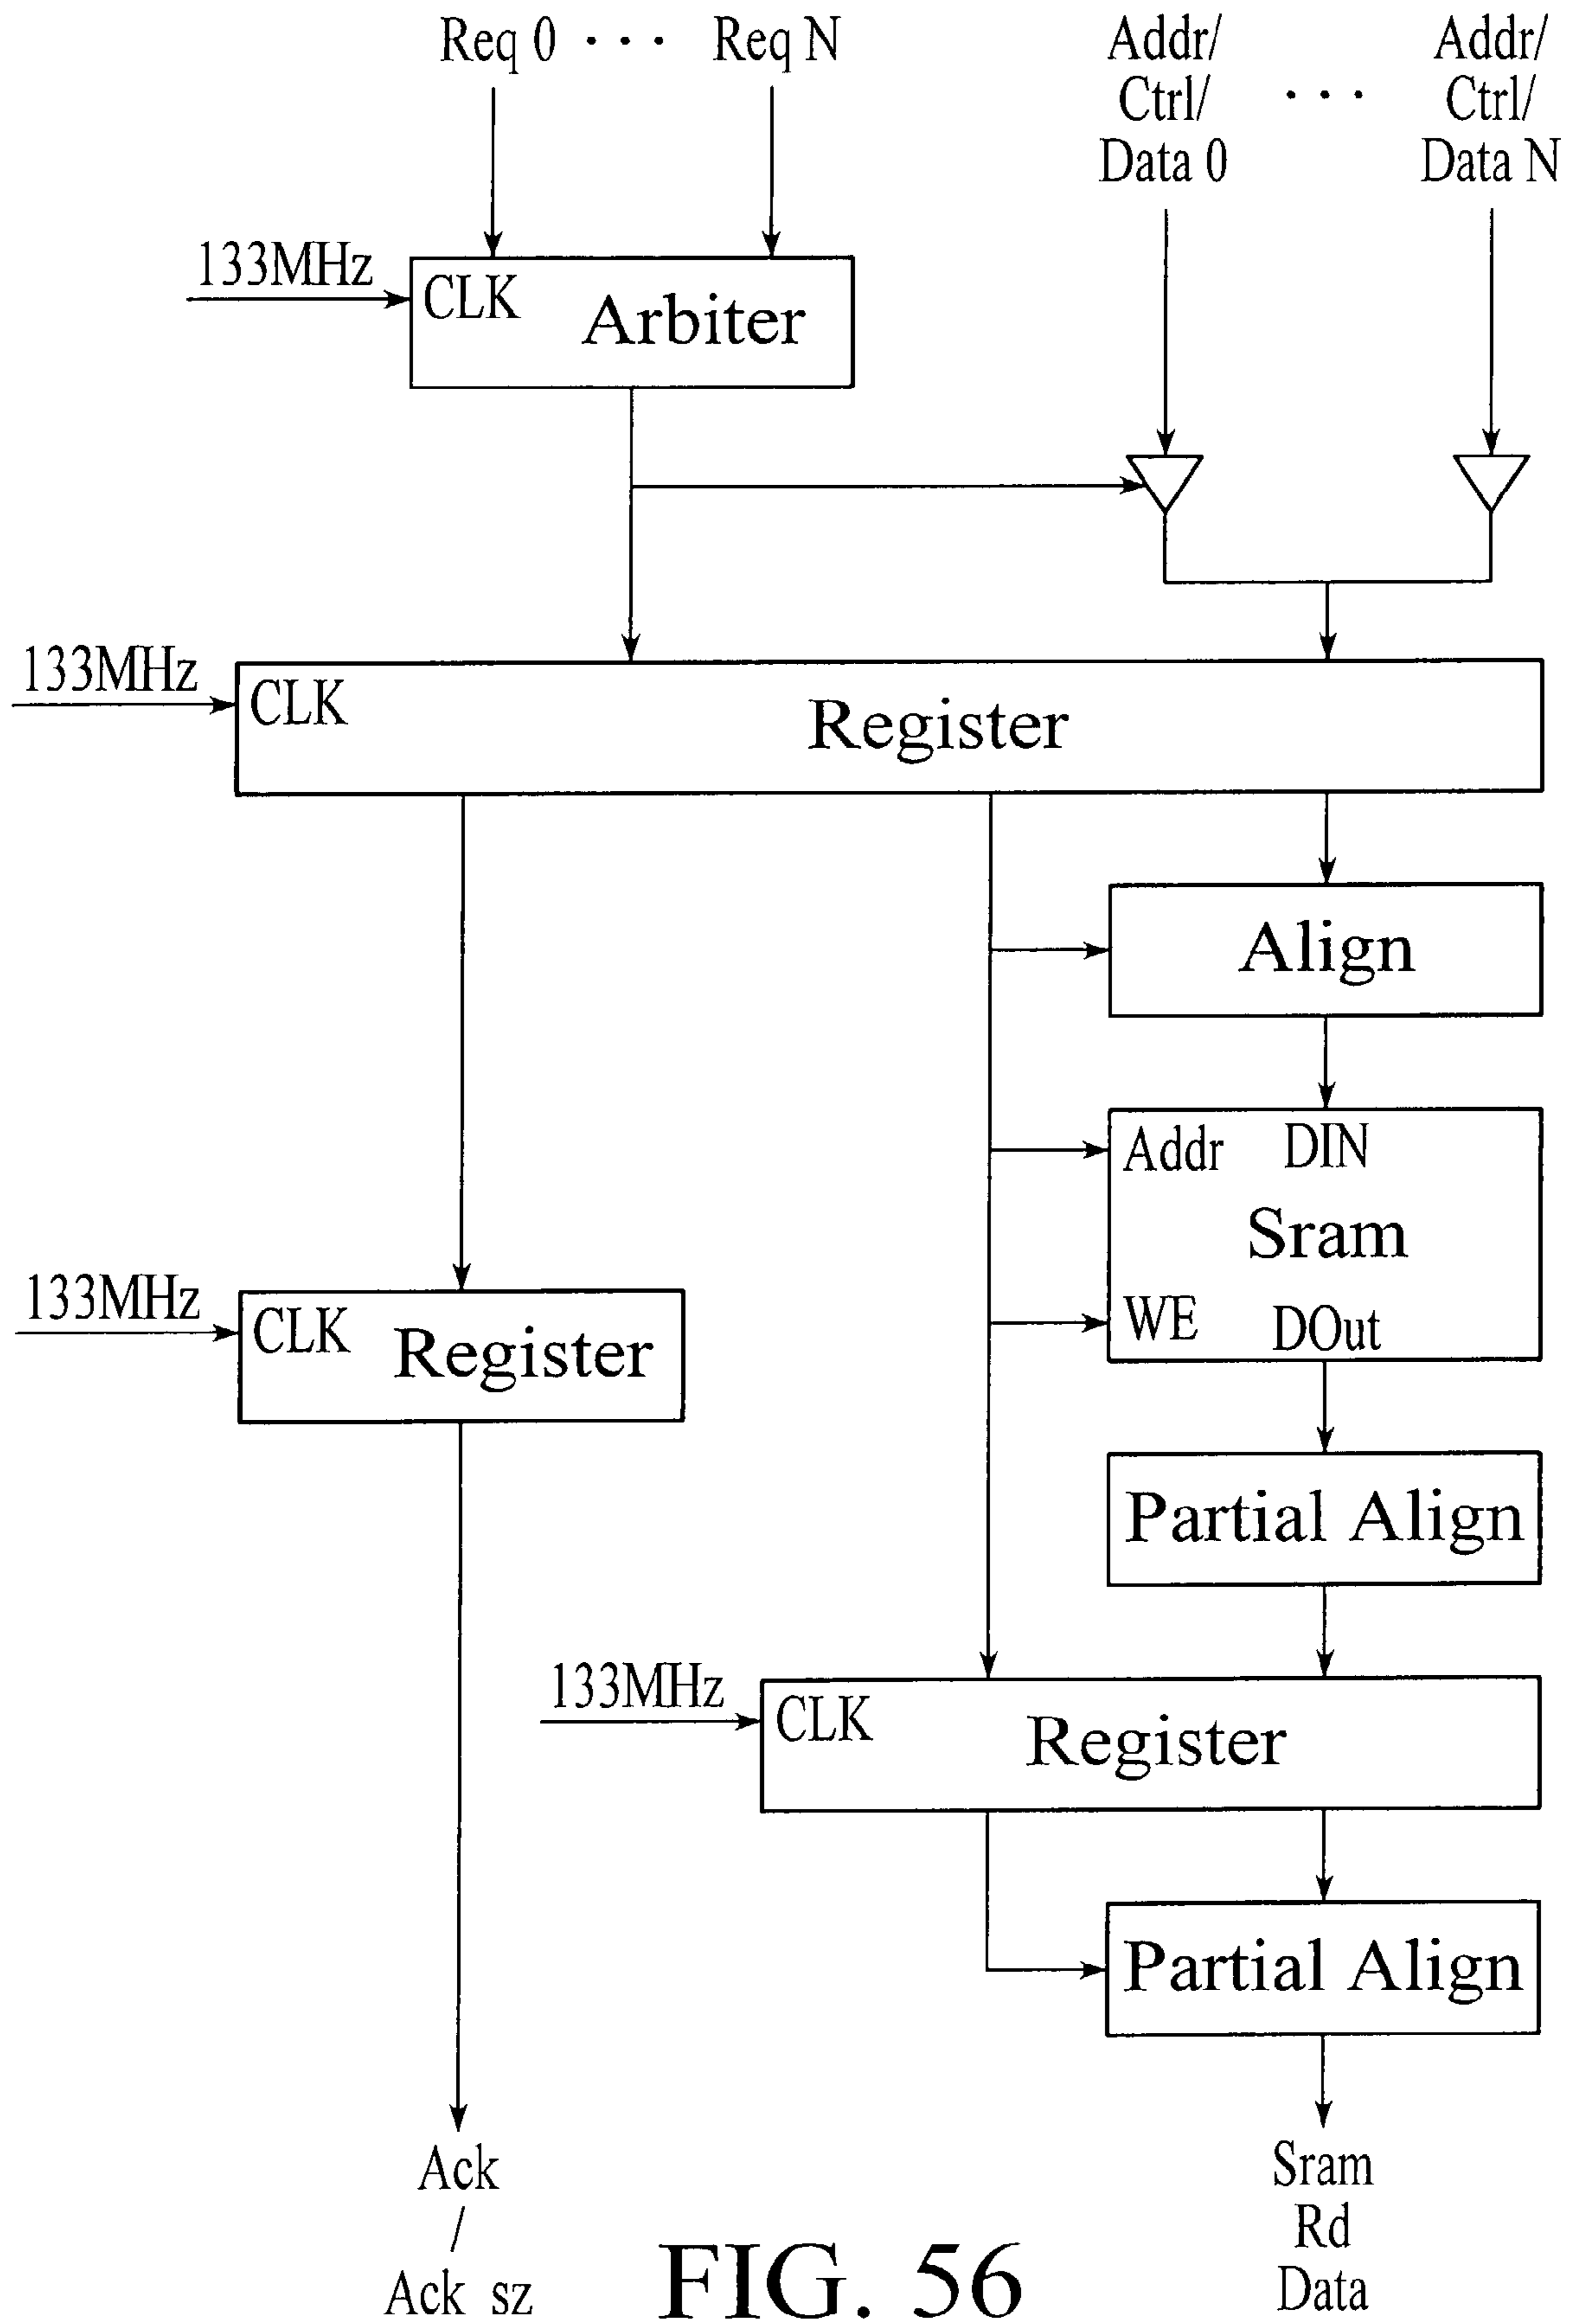 Req 0 · · · Req N
Addr/
Ctrl/
Data 0
· · ·
Addr/
Ctrl/
Data N
133MHz
CLK
Arbiter
133MHz
CLK
Register
Align
Addr DIN
Sram
WE DOut
133MHz
CLK
Register
Partial Align
133MHz
CLK
Register
Partial Align
Ack
/
Ack sz
Sram
Rd
Data
FIG. 56